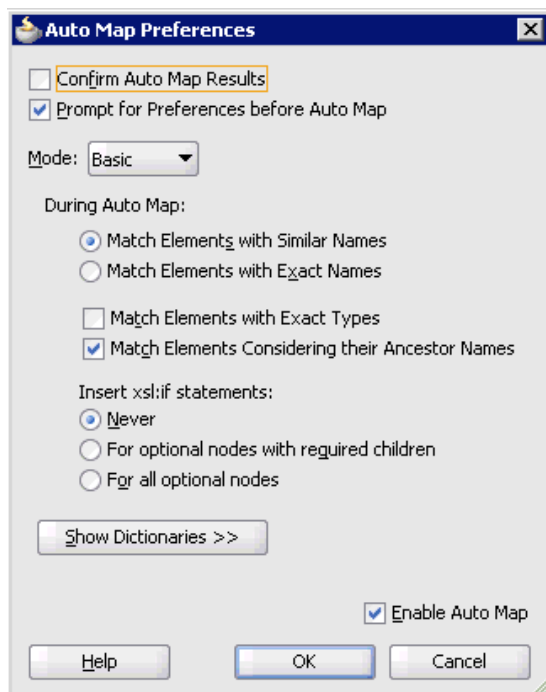 Auto Map Preferences
Confirm Auto Map Results
Prompt for Preferences before Auto Map
Mode: Basic
During Auto Map:
Match Elements with Similar Names
Match Elements with Exact Names
Match Elements with Exact Types
Match Elements Considering their Ancestor Names
Insert xsl:if statements:
Never
For optional nodes with required children
For all optional nodes
Show Dictionaries >>
Enable Auto Map
Help OK Cancel